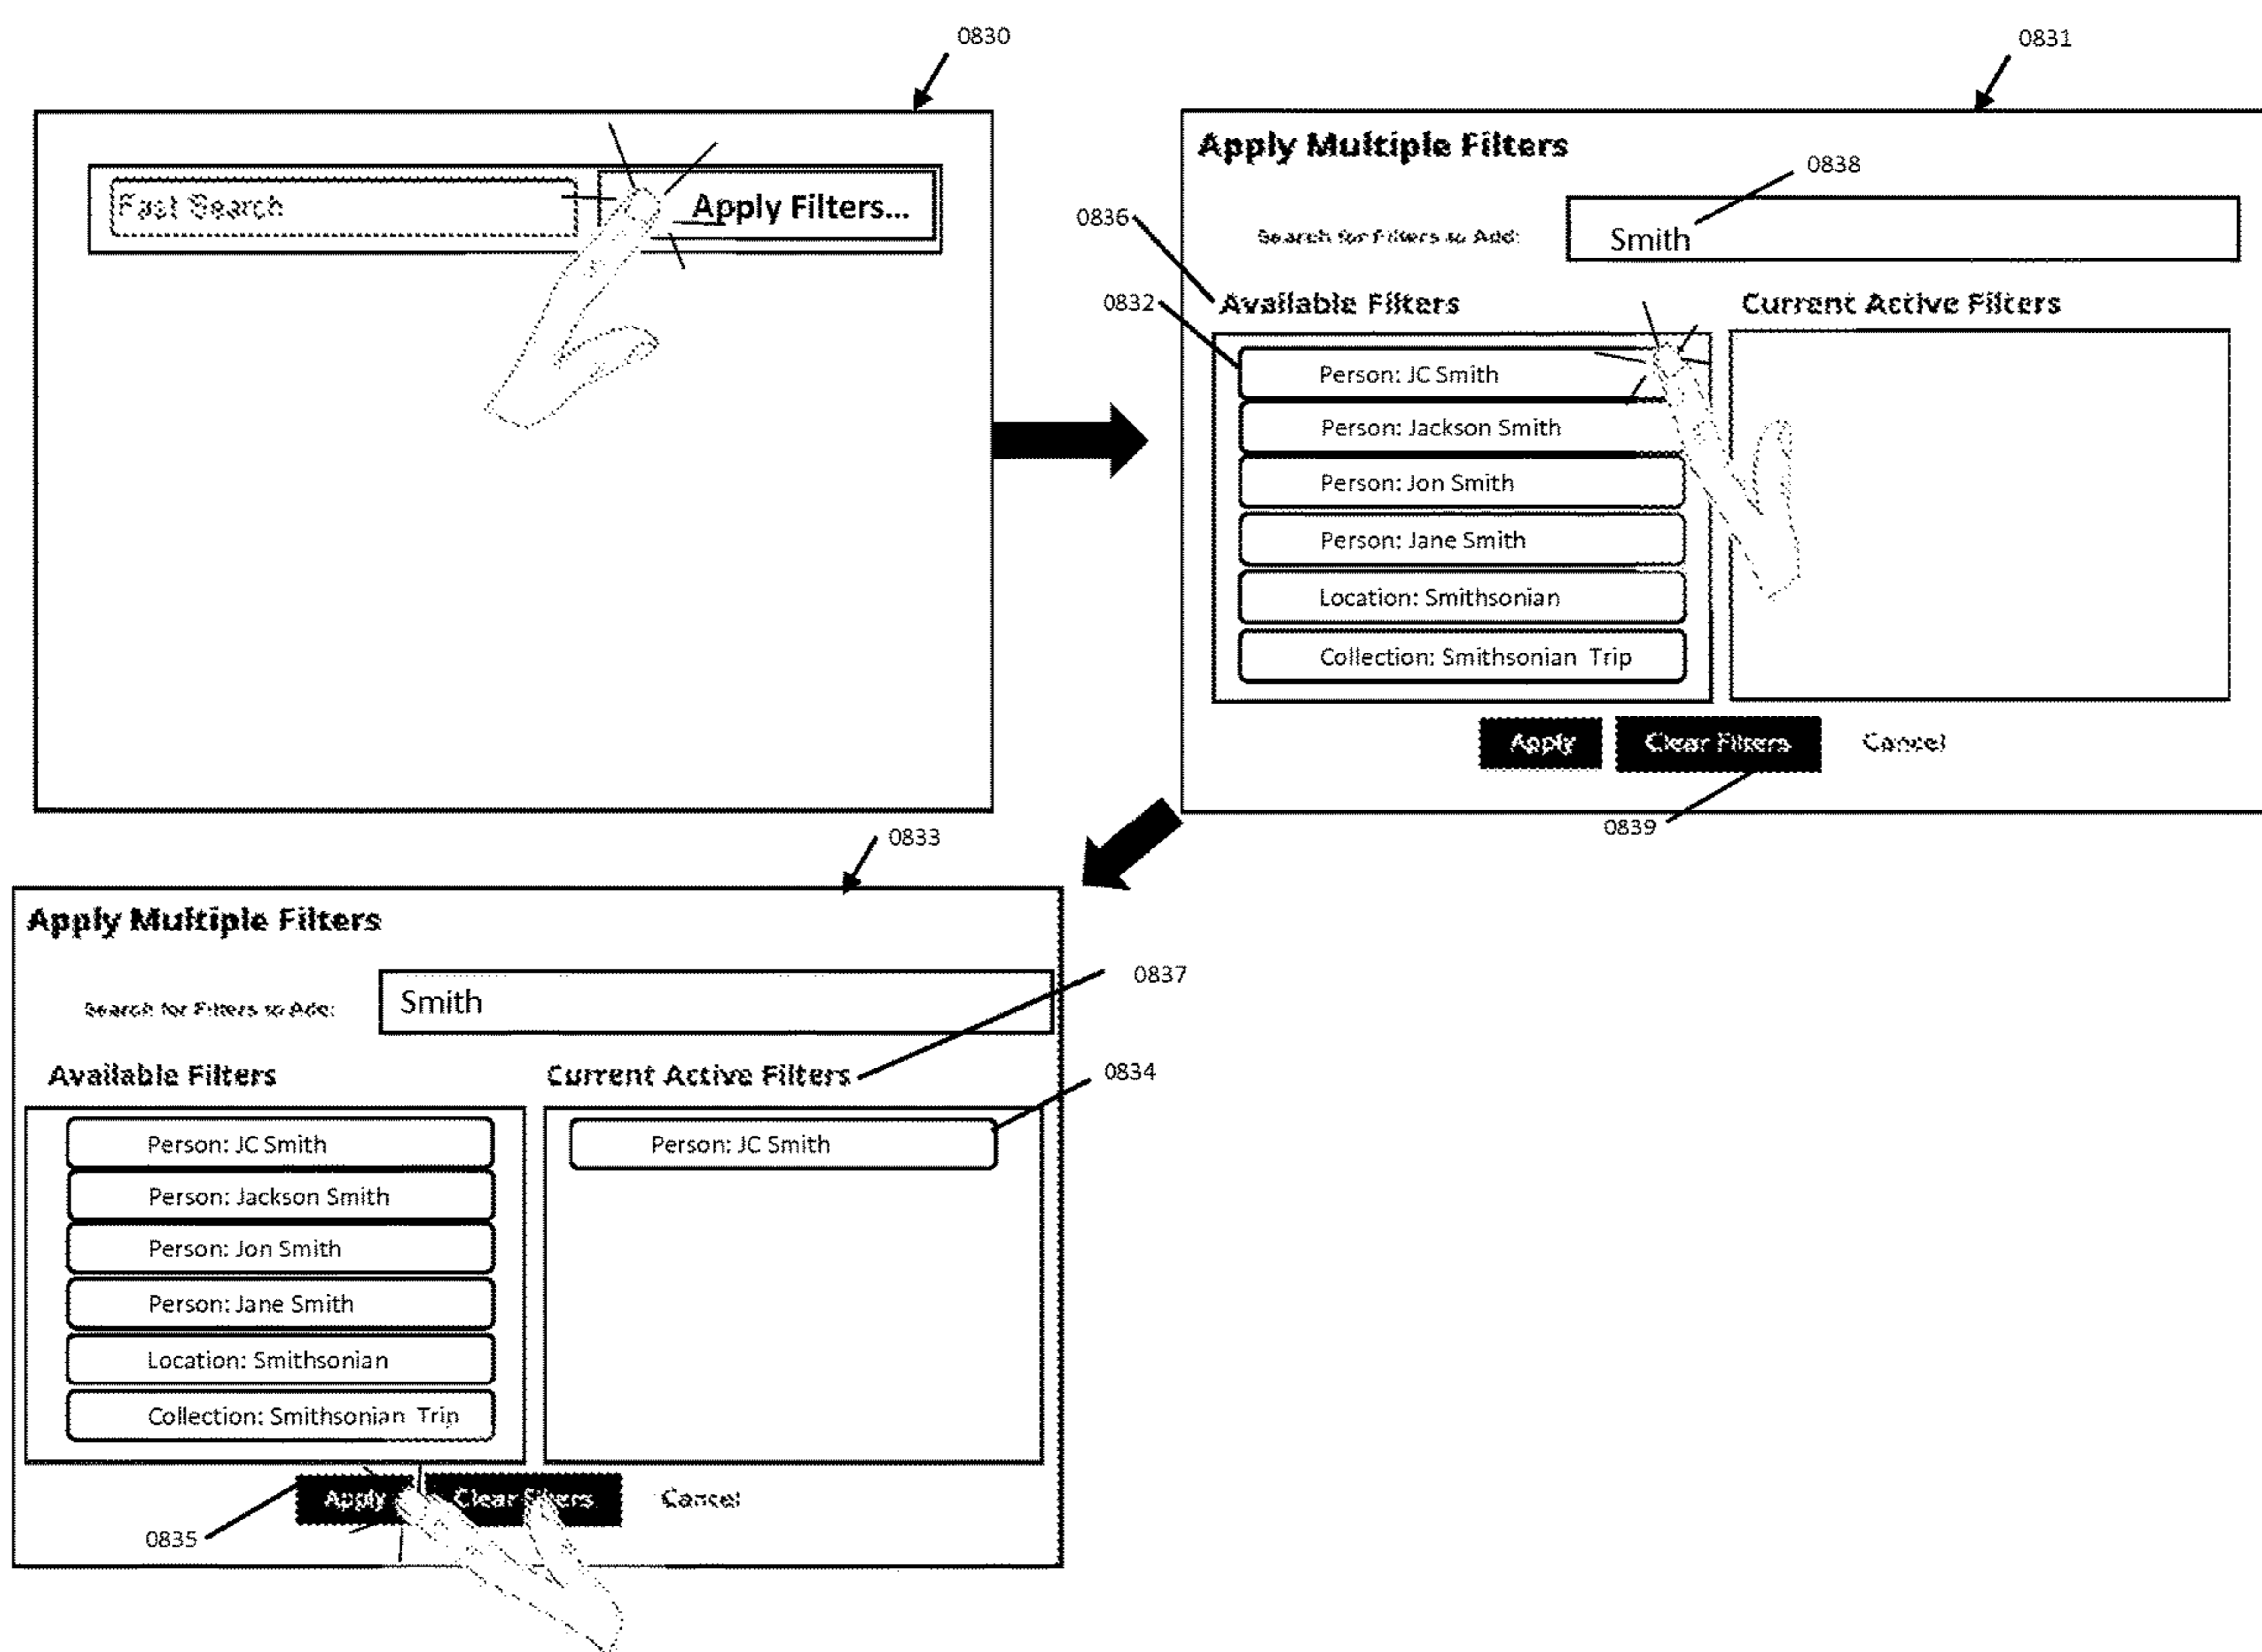 0830
Fast Search
Apply Filters...
0831
Apply Multiple Filters
0838
Search for Filters to Add:
Smith
0836
Available Filters
Current Active Filters
0832
Person: JC Smith
Person: Jackson Smith
Person: Jon Smith
Person: Jane Smith
Location: Smithsonian
Collection: Smithsonian Trip
Apply
Clear Filters
Cancel
0839
0833
Apply Multiple Filters
Search for Filters to Add:
Smith
0837
Available Filters
Current Active Filters
0834
Person: JC Smith
Person: JC Smith
Person: Jackson Smith
Person: Jon Smith
Person: Jane Smith
Location: Smithsonian
Collection: Smithsonian Trip
Apply
Clear Filters
Cancel
0835